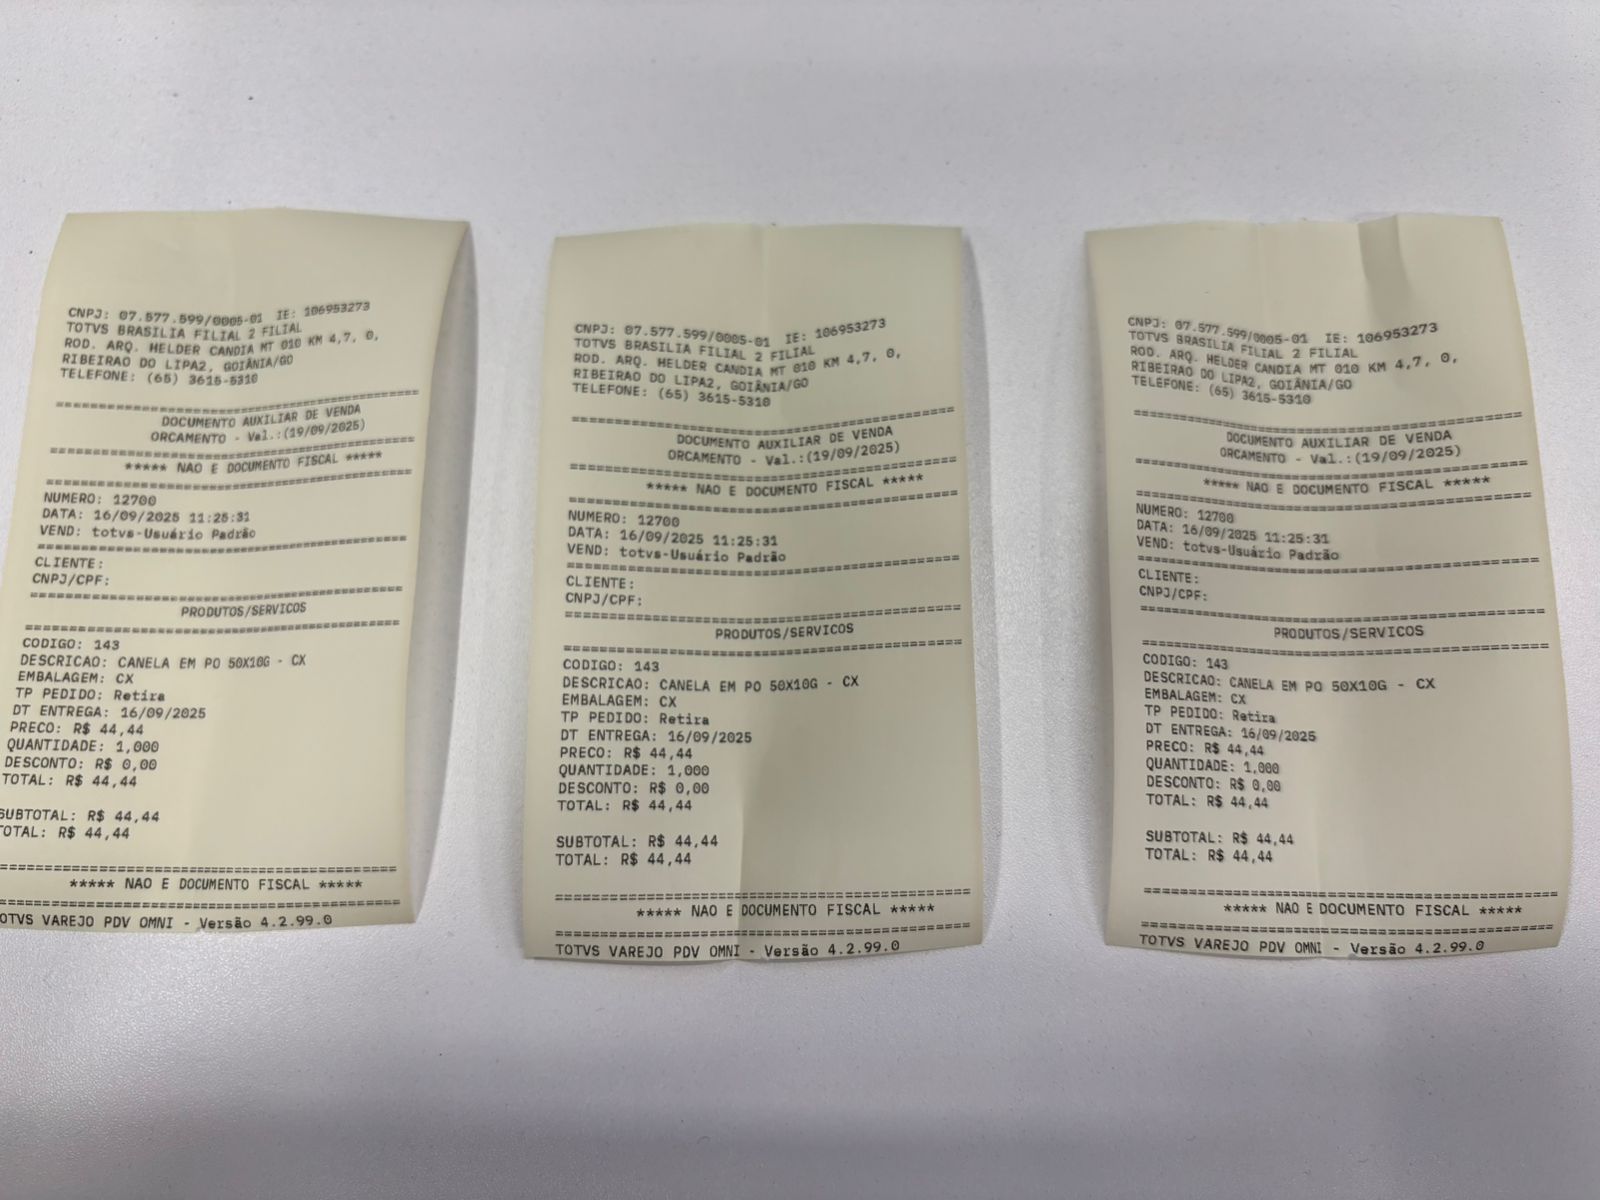 CNPJ: 07.577.599/0005-01 IE: 106953273
TOTVS BRASILIA FILIAL 2 FILIAL
ROD. ARQ. HELDER CANDIA MT 010 KM 4,7, 0,
RIBEIRAO DO LIPA2, GOIÂNIA/GO
TELEFONE: (65) 3615-5310
==========================================
DOCUMENTO AUXILIAR DE VENDA
ORCAMENTO - Val.:(19/09/2025)
==========================================
***** NAO E DOCUMENTO FISCAL *****
==========================================
NUMERO: 12700
DATA: 16/09/2025 11:25:31
VEND: totvs-Usuário Padrão
==========================================
CLIENTE:
CNPJ/CPF:
==========================================
PRODUTOS/SERVICOS
==========================================
CODIGO: 143
DESCRICAO: CANELA EM PO 50X10G - CX
EMBALAGEM: CX
TP PEDIDO: Retira
DT ENTREGA: 16/09/2025
PRECO: R$ 44,44
QUANTIDADE: 1,000
DESCONTO: R$ 0,00
TOTAL: R$ 44,44
SUBTOTAL: R$ 44,44
TOTAL: R$ 44,44
==========================================
***** NAO E DOCUMENTO FISCAL *****
==========================================
OTVS VAREJO PDV OMNI - Versão 4.2.99.0
CNPJ: 07.577.599/0005-01 IE: 106953273
TOTVS BRASILIA FILIAL 2 FILIAL
ROD. ARQ. HELDER CANDIA MT 010 KM 4,7, 0,
RIBEIRAO DO LIPA2, GOIÂNIA/GO
TELEFONE: (65) 3615-5310
==========================================
DOCUMENTO AUXILIAR DE VENDA
ORCAMENTO - Val.:(19/09/2025)
==========================================
***** NAO E DOCUMENTO FISCAL *****
==========================================
NUMERO: 12700
DATA: 16/09/2025 11:25:31
VEND: totvs-Usuário Padrão
==========================================
CLIENTE:
CNPJ/CPF:
==========================================
PRODUTOS/SERVICOS
==========================================
CODIGO: 143
DESCRICAO: CANELA EM PO 50X10G - CX
EMBALAGEM: CX
TP PEDIDO: Retira
DT ENTREGA: 16/09/2025
PRECO: R$ 44,44
QUANTIDADE: 1,000
DESCONTO: R$ 0,00
TOTAL: R$ 44,44
SUBTOTAL: R$ 44,44
TOTAL: R$ 44,44
==========================================
***** NAO E DOCUMENTO FISCAL *****
==========================================
TOTVS VAREJO PDV OMNI - Versão 4.2.99.0
CNPJ: 07.577.599/0005-01 IE: 106953273
TOTVS BRASILIA FILIAL 2 FILIAL
ROD. ARQ. HELDER CANDIA MT 010 KM 4,7, 0,
RIBEIRAO DO LIPA2, GOIÂNIA/GO
TELEFONE: (65) 3615-5310
==========================================
DOCUMENTO AUXILIAR DE VENDA
ORCAMENTO - Val.:(19/09/2025)
==========================================
***** NAO E DOCUMENTO FISCAL *****
==========================================
NUMERO: 12700
DATA: 16/09/2025 11:25:31
VEND: totvs-Usuário Padrão
==========================================
CLIENTE:
CNPJ/CPF:
==========================================
PRODUTOS/SERVICOS
==========================================
CODIGO: 143
DESCRICAO: CANELA EM PO 50X10G - CX
EMBALAGEM: CX
TP PEDIDO: Retira
DT ENTREGA: 16/09/2025
PRECO: R$ 44,44
QUANTIDADE: 1,000
DESCONTO: R$ 0,00
TOTAL: R$ 44,44
SUBTOTAL: R$ 44,44
TOTAL: R$ 44,44
==========================================
***** NAO E DOCUMENTO FISCAL *****
==========================================
TOTVS VAREJO PDV OMNI - Versão 4.2.99.0